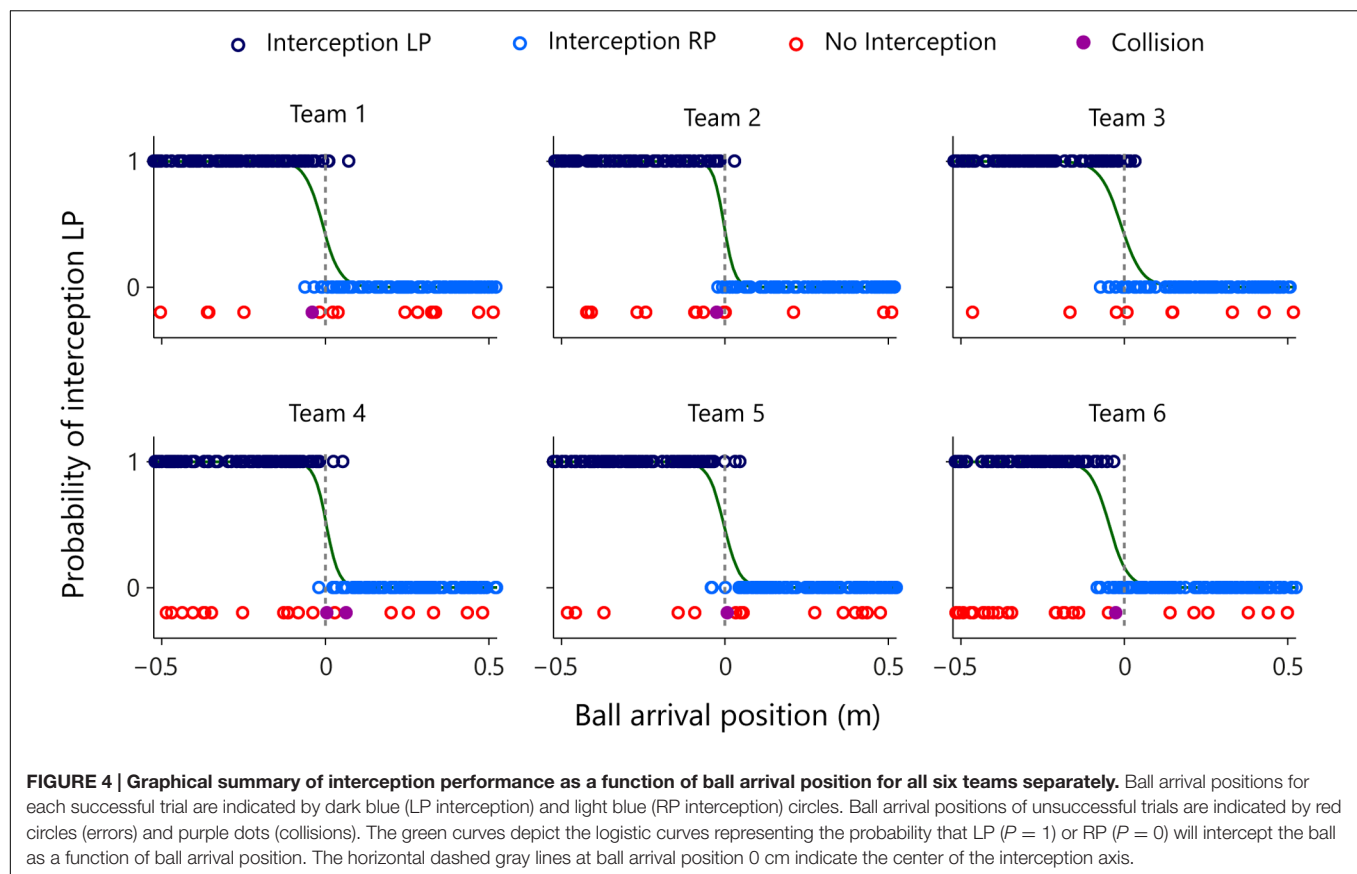 Interception LP Interception RP No Interception Collision
Team 1 Team 2 Team 3
1
0
Team 4 Team 5 Team 6
1
0
−0.5 0 0.5 −0.5 0 0.5 −0.5 0 0.5
Probability of interception LP
Ball arrival position (m)
FIGURE 4 | Graphical summary of interception performance as a function of ball arrival position for all six teams separately. Ball arrival positions for
each successful trial are indicated by dark blue (LP interception) and light blue (RP interception) circles. Ball arrival positions of unsuccessful trials are indicated by red
circles (errors) and purple dots (collisions). The green curves depict the logistic curves representing the probability that LP (P = 1) or RP (P = 0) will intercept the ball
as a function of ball arrival position. The horizontal dashed gray lines at ball arrival position 0 cm indicate the center of the interception axis.